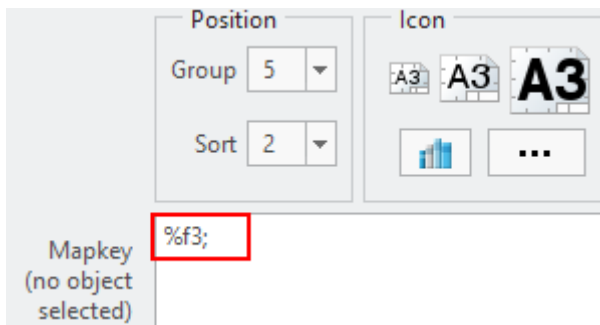 Position
Icon
Group 5
A3 A3 A3
Sort 2
...
Mapkey
(no object
selected)
%f3;